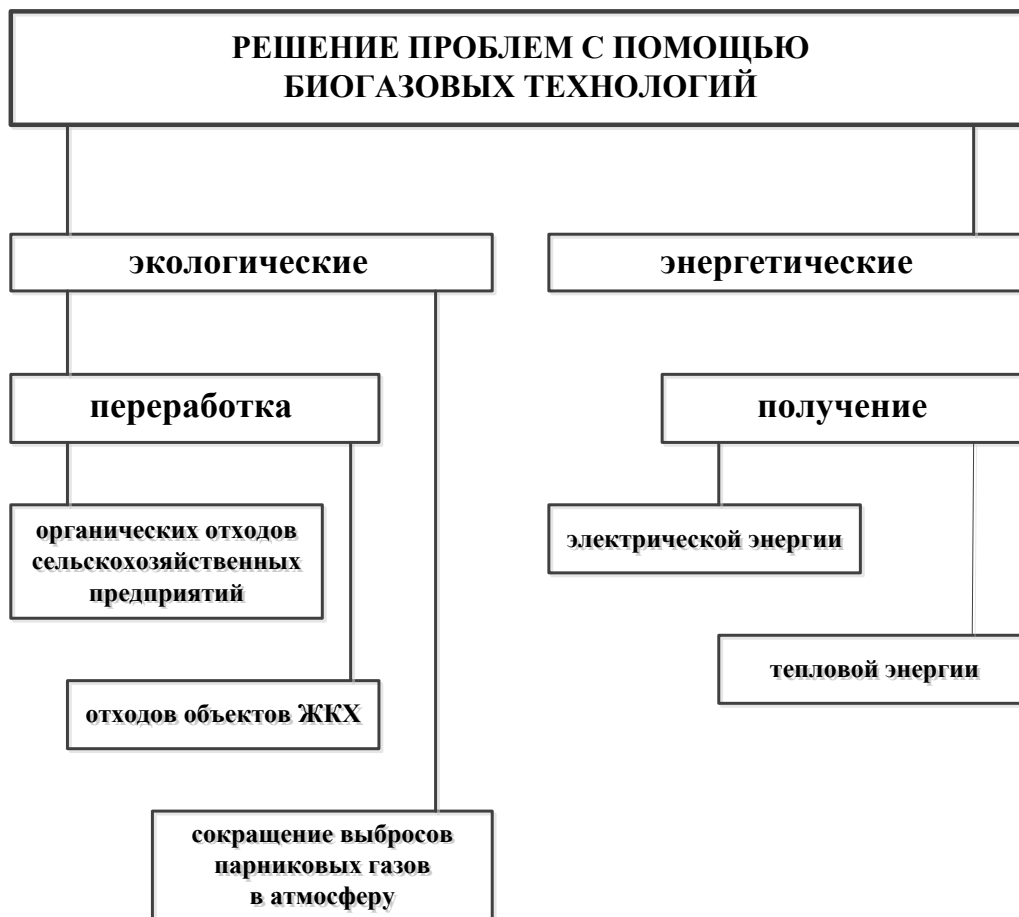 РЕШЕНИЕ ПРОБЛЕМ С ПОМОЩЬЮ
БИОГАЗОВЫХ ТЕХНОЛОГИЙ
экологические
энергетические
переработка
получение
органических отходов
сельскохозяйственных
предприятий
электрической энергии
тепловой энергии
отходов объектов ЖКХ
сокращение выбросов
парниковых газов
в атмосферу